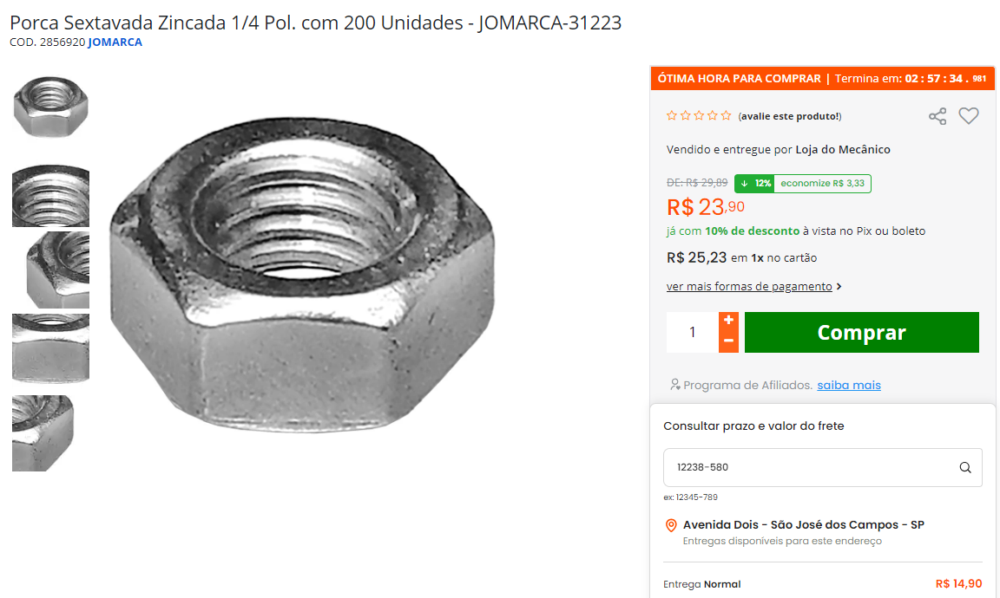 Porca Sextavada Zincada 1/4 Pol. com 200 Unidades - JOMARCA-31223
COD. 2856920 JOMARCA
ÓTIMA HORA PARA COMPRAR | Termina em: 02 : 57 : 34 . 981
(avalie este produto!)
Vendido e entregue por Loja do Mecânico
DE: R$ 29,89 ↓ 12% economize R$ 3,33
R$ 23,90
já com 10% de desconto à vista no Pix ou boleto
R$ 25,23 em 1x no cartão
ver mais formas de pagamento
1 + − Comprar
Programa de Afiliados. saiba mais
Consultar prazo e valor do frete
12238-580
ex: 12345-789
Avenida Dois - São José dos Campos - SP
Entregas disponíveis para este endereço
Entrega Normal R$ 14,90